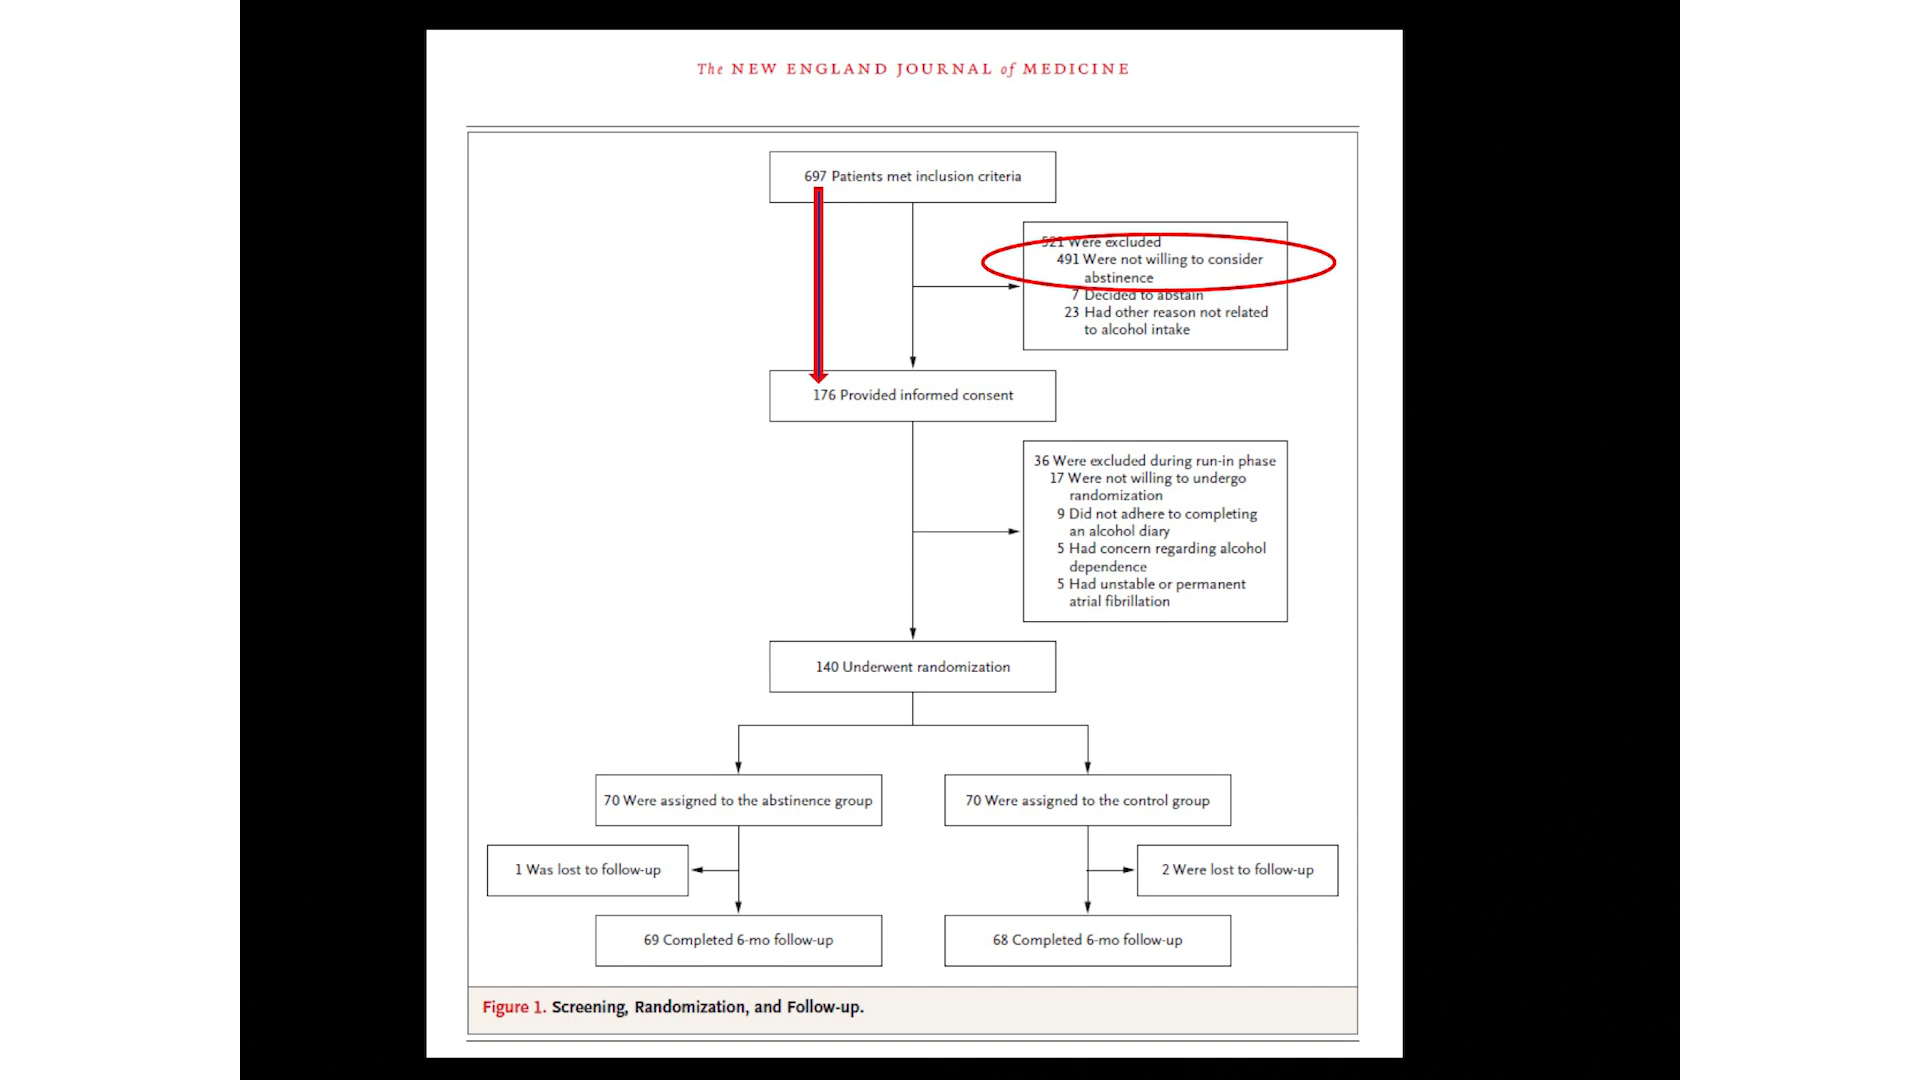 The NEW ENGLAND JOURNAL of MEDICINE
697 Patients met inclusion criteria
521 Were excluded
491 Were not willing to consider
abstinence
7 Decided to abstain
23 Had other reason not related
to alcohol intake
176 Provided informed consent
36 Were excluded during run-in phase
17 Were not willing to undergo
randomization
9 Did not adhere to completing
an alcohol diary
5 Had concern regarding alcohol
dependence
5 Had unstable or permanent
atrial fibrillation
140 Underwent randomization
70 Were assigned to the abstinence group
70 Were assigned to the control group
1 Was lost to follow-up
2 Were lost to follow-up
69 Completed 6-mo follow-up
68 Completed 6-mo follow-up
Figure 1. Screening, Randomization, and Follow-up.